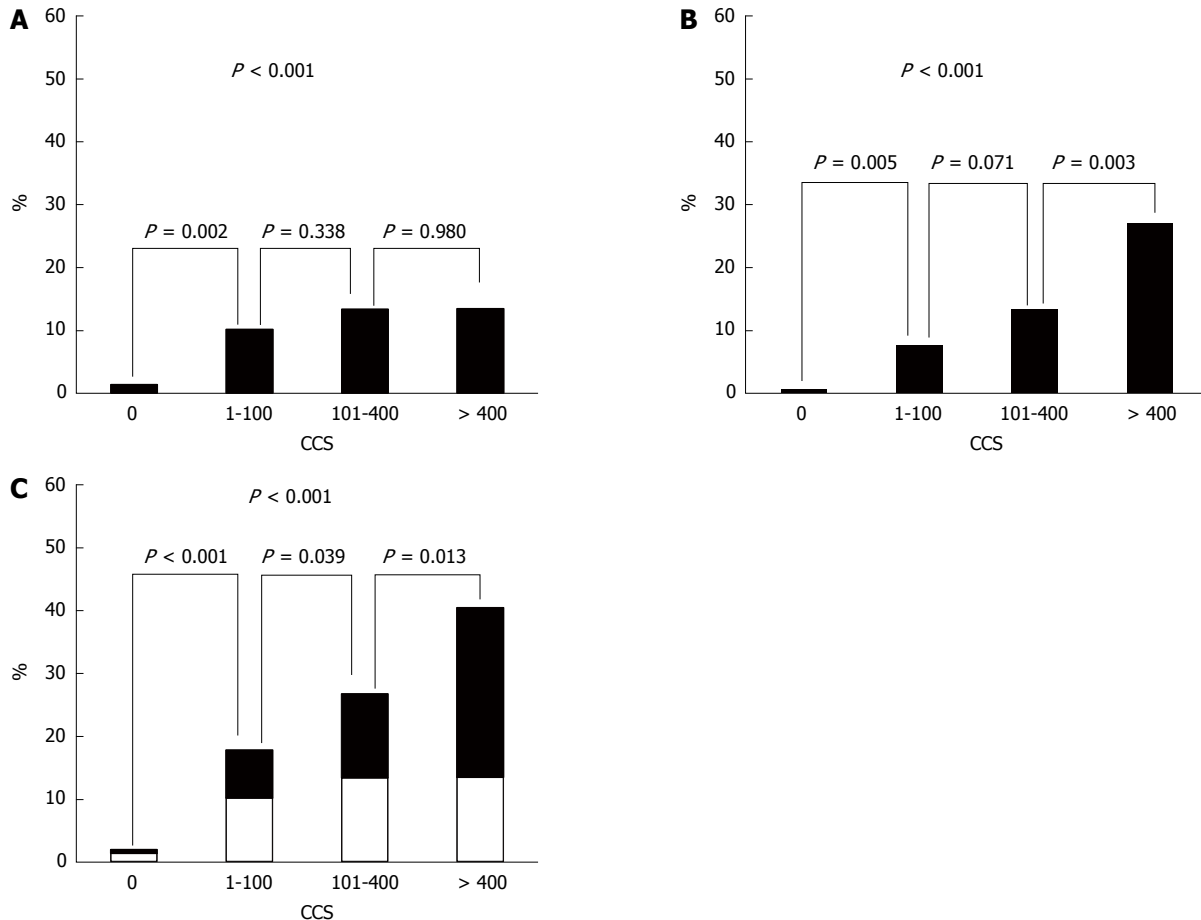 A
60
P < 0.001
50
40
30
%
P = 0.002 P = 0.338 P = 0.980
20
10
0
0 1-100 101-400 > 400
CCS
B
60
P < 0.001
50
40
P = 0.005 P = 0.071 P = 0.003
30
%
20
10
0
0 1-100 101-400 > 400
CCS
C
60
P < 0.001
50
P < 0.001 P = 0.039 P = 0.013
40
30
%
20
10
0
0 1-100 101-400 > 400
CCS